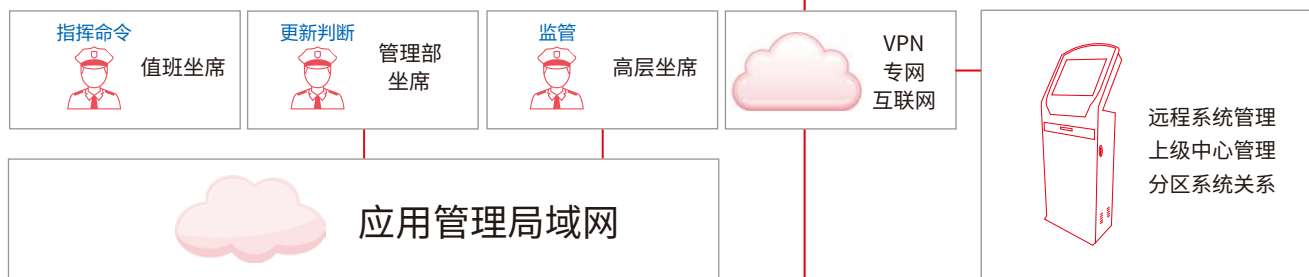 指挥命令
值班坐席
更新判断
管理部
坐席
监管
高层坐席
VPN
专网
互联网
远程系统管理
上级中心管理
分区系统关系
应用管理局域网